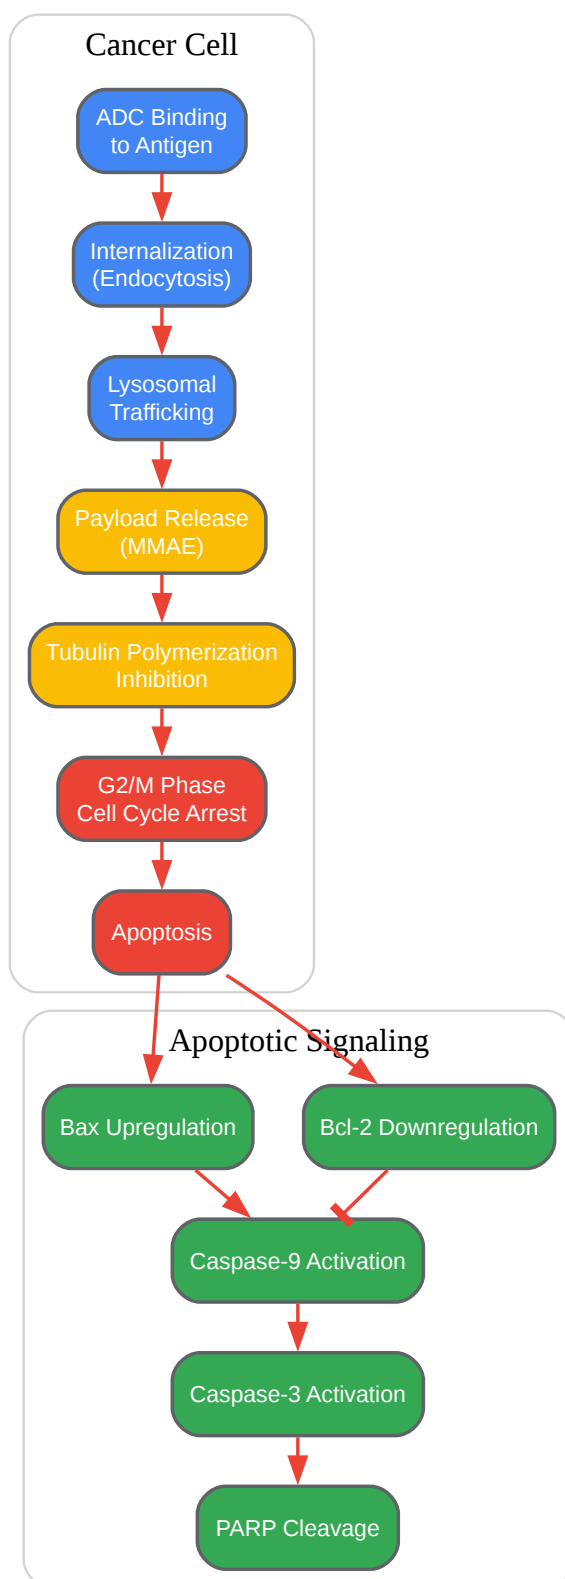 Cancer Cell
ADC Binding
to Antigen
Internalization
(Endocytosis)
Lysosomal
Trafficking
Payload Release
(MMAE)
Tubulin Polymerization
Inhibition
G2/M Phase
Cell Cycle Arrest
Apoptosis
Apoptotic Signaling
Bax Upregulation
Bcl-2 Downregulation
Caspase-9 Activation
Caspase-3 Activation
PARP Cleavage